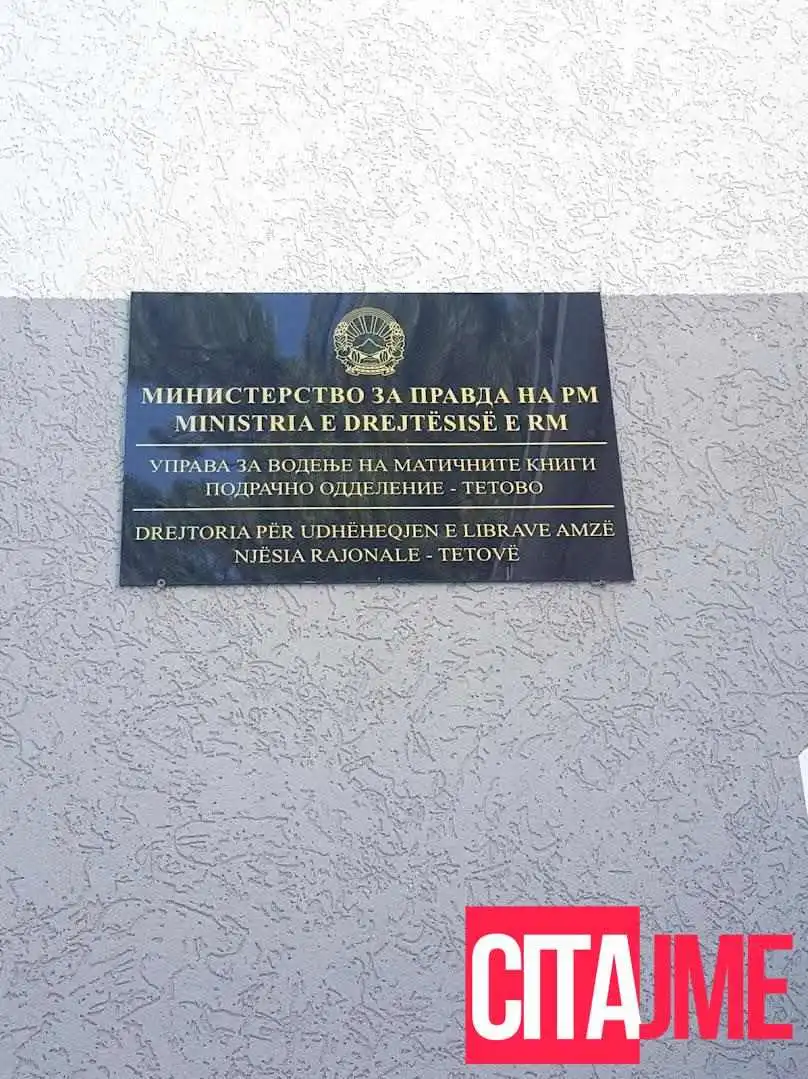 МИНИСТЕРСТВО ЗА ПРАВДА НА РМ
MINISTRIA E DREJTËSISË E RM
УПРАВА ЗА ВОДЕЊЕ НА МАТИЧНИТЕ КНИГИ
ПОДРАЧНО ОДДЕЛЕНИЕ - ТЕТОВО
DREJTORIA PËR UDHËHEQJEN E LIBRAVE AMZË
NJËSIA RAJONALE - TETOVË
CITAJME